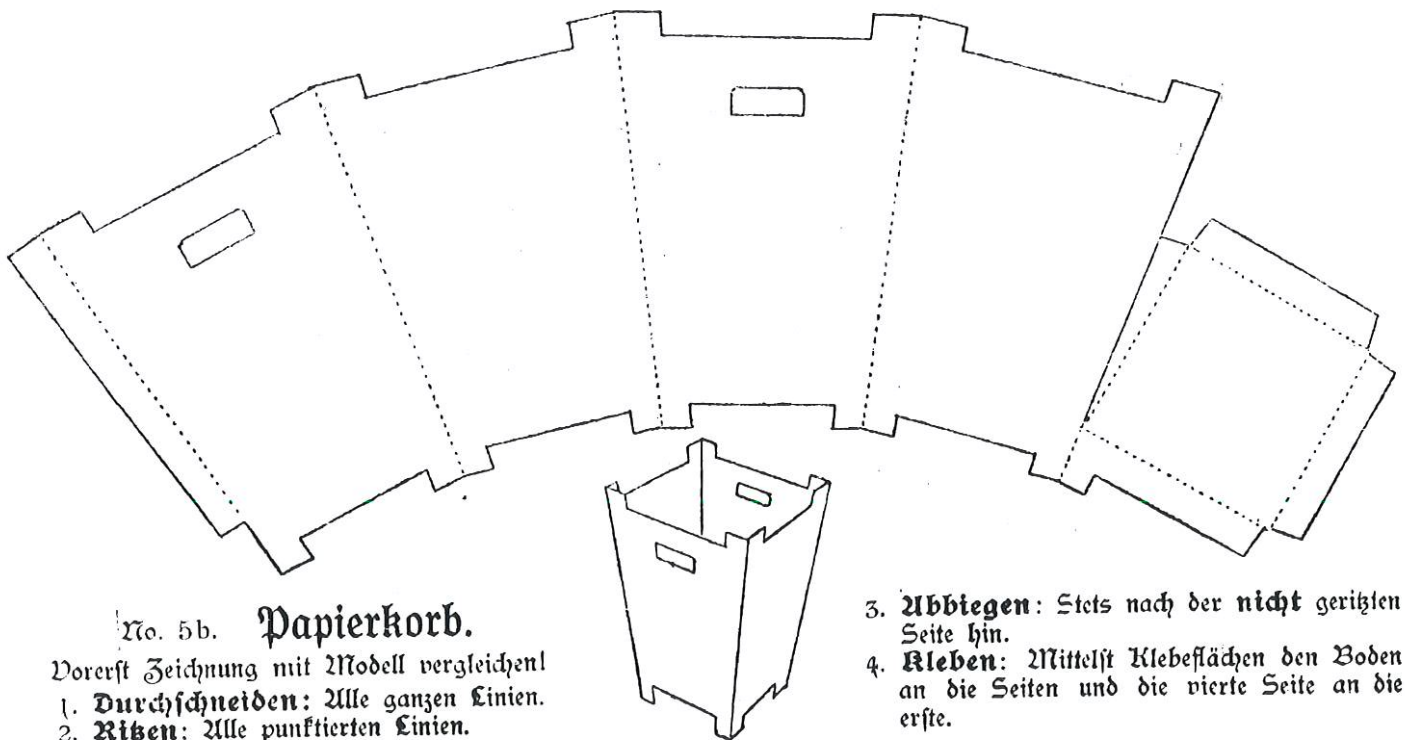 No. 5b. Papierkorb.
Vorerst Zeichnung mit Modell vergleichen!
1. Durchschneiden: Alle ganzen Linien.
2. Ritzen: Alle punktierten Linien.
3. Abbiegen: Stets nach der nicht geritzten
Seite hin.
4. Kleben: Mittelst Klebeflächen den Boden
an die Seiten und die vierte Seite an die
erste.